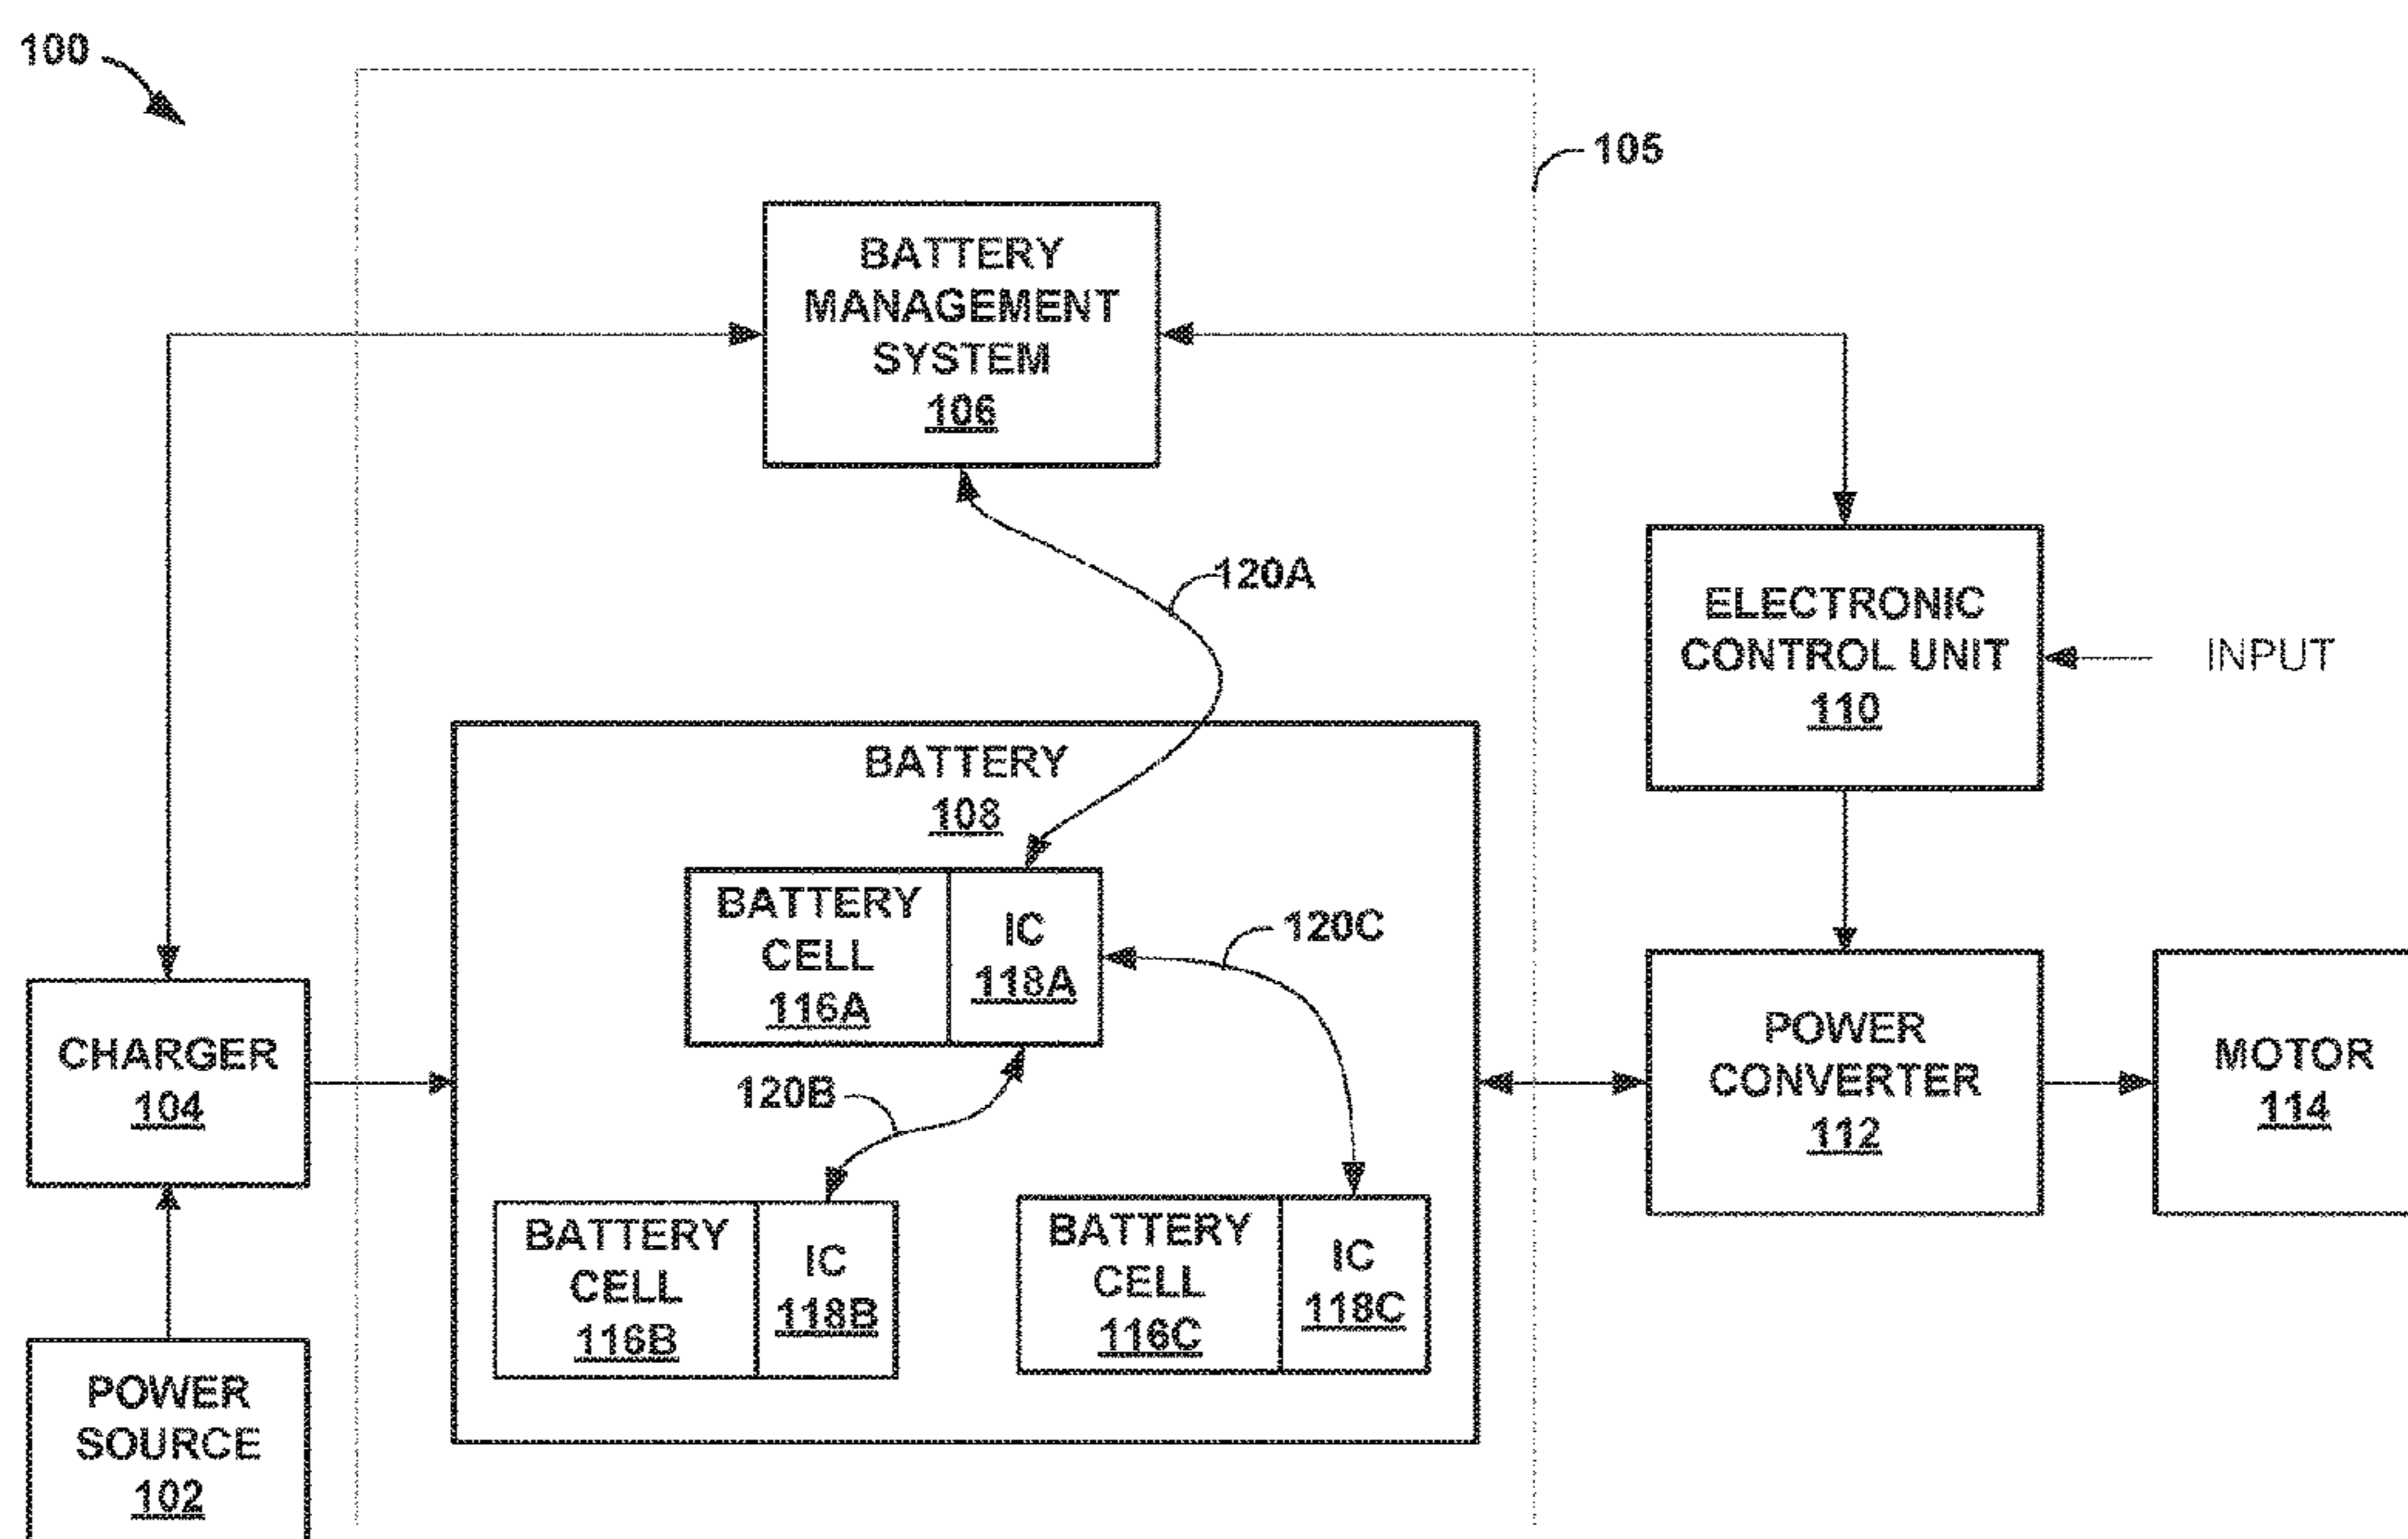 100
105
BATTERY
MANAGEMENT
SYSTEM
106
120A
ELECTRONIC
CONTROL UNIT
110
INPUT
BATTERY
108
BATTERY
CELL
116A
IC
118A
120C
120B
CHARGER
104
POWER
CONVERTER
112
MOTOR
114
BATTERY
CELL
116B
IC
118B
BATTERY
CELL
116C
IC
118C
POWER
SOURCE
102